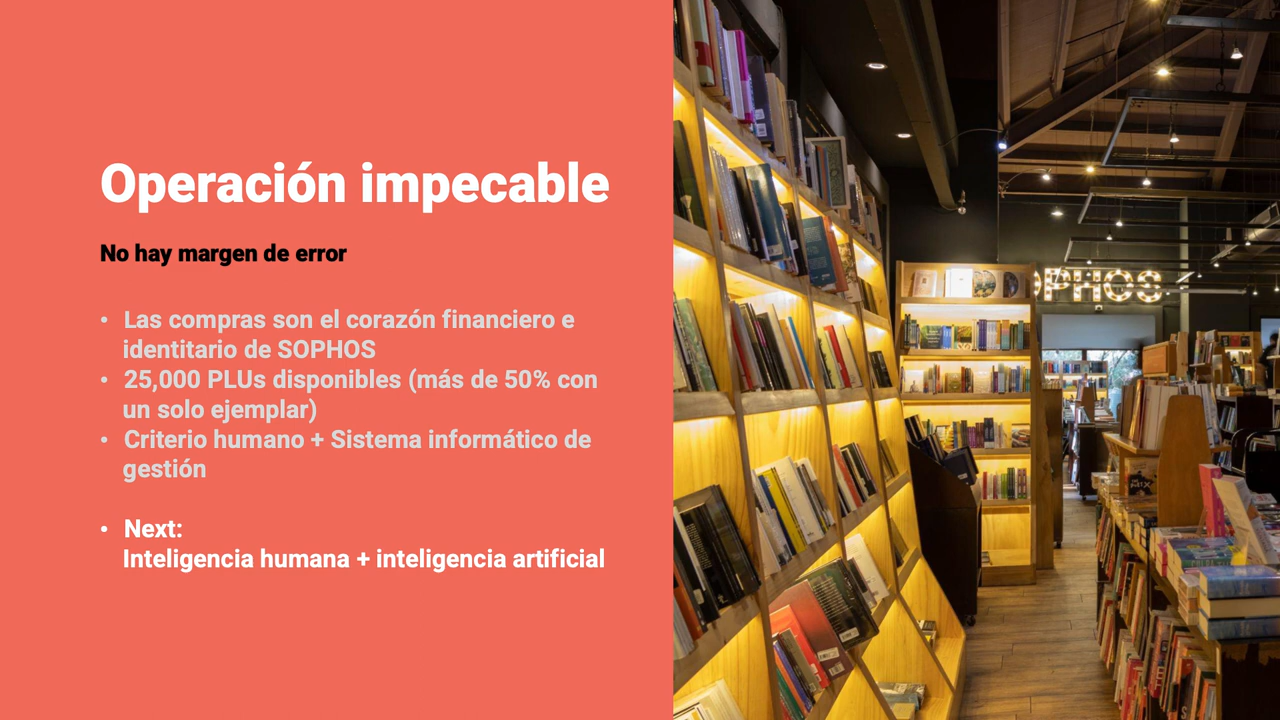 Operación impecable
No hay margen de error
• Las compras son el corazón financiero e
identitario de SOPHOS
• 25,000 PLUs disponibles (más de 50% con
un solo ejemplar)
• Criterio humano + Sistema informático de
gestión
• Next:
Inteligencia humana + inteligencia artificial
OPHOS